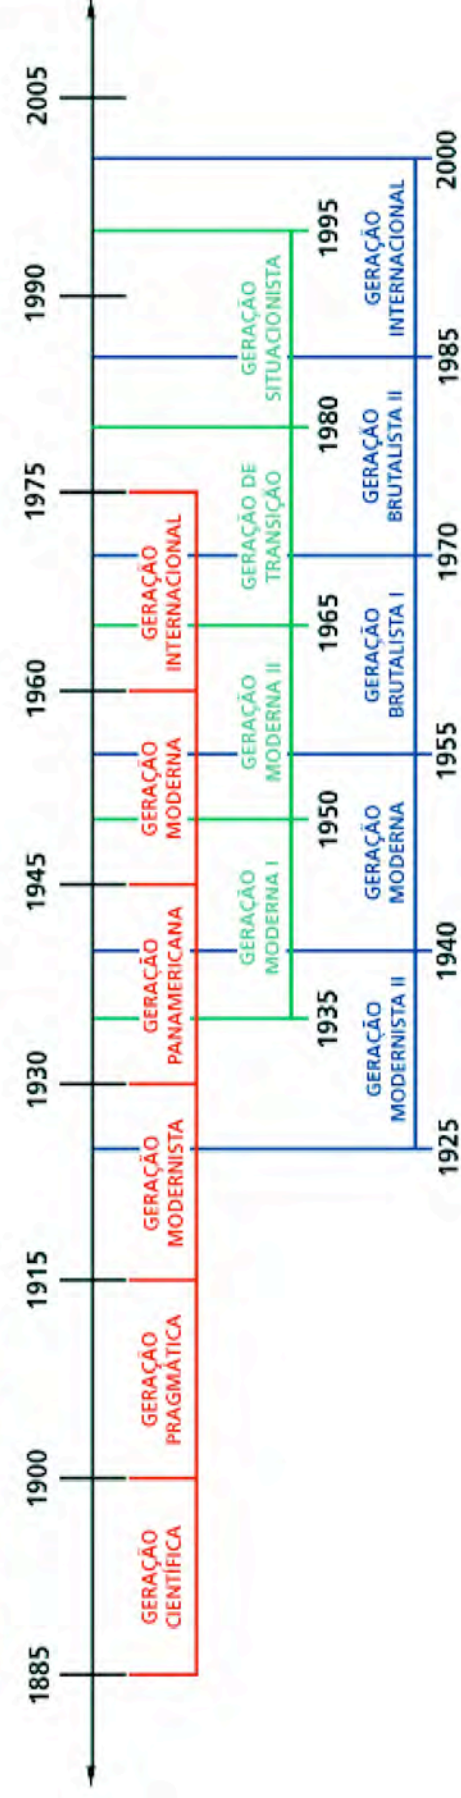 1885
1900
1915
1930
1945
1960
1975
1990
2005
GERAÇÃO
CIENTÍFICA
GERAÇÃO
PRAGMÁTICA
GERAÇÃO
MODERNISTA
GERAÇÃO
PANAMERICANA
GERAÇÃO
MODERNA
GERAÇÃO
INTERNACIONAL
GERAÇÃO
MODERNA I
GERAÇÃO
MODERNA II
GERAÇÃO DE
TRANSIÇÃO
GERAÇÃO
SITUACIONISTA
1935
1950
1965
1980
1995
GERAÇÃO
MODERNISTA II
GERAÇÃO
MODERNA
GERAÇÃO
BRUTALISTA I
GERAÇÃO
BRUTALISTA II
GERAÇÃO
INTERNACIONAL
1925
1940
1955
1970
1985
2000